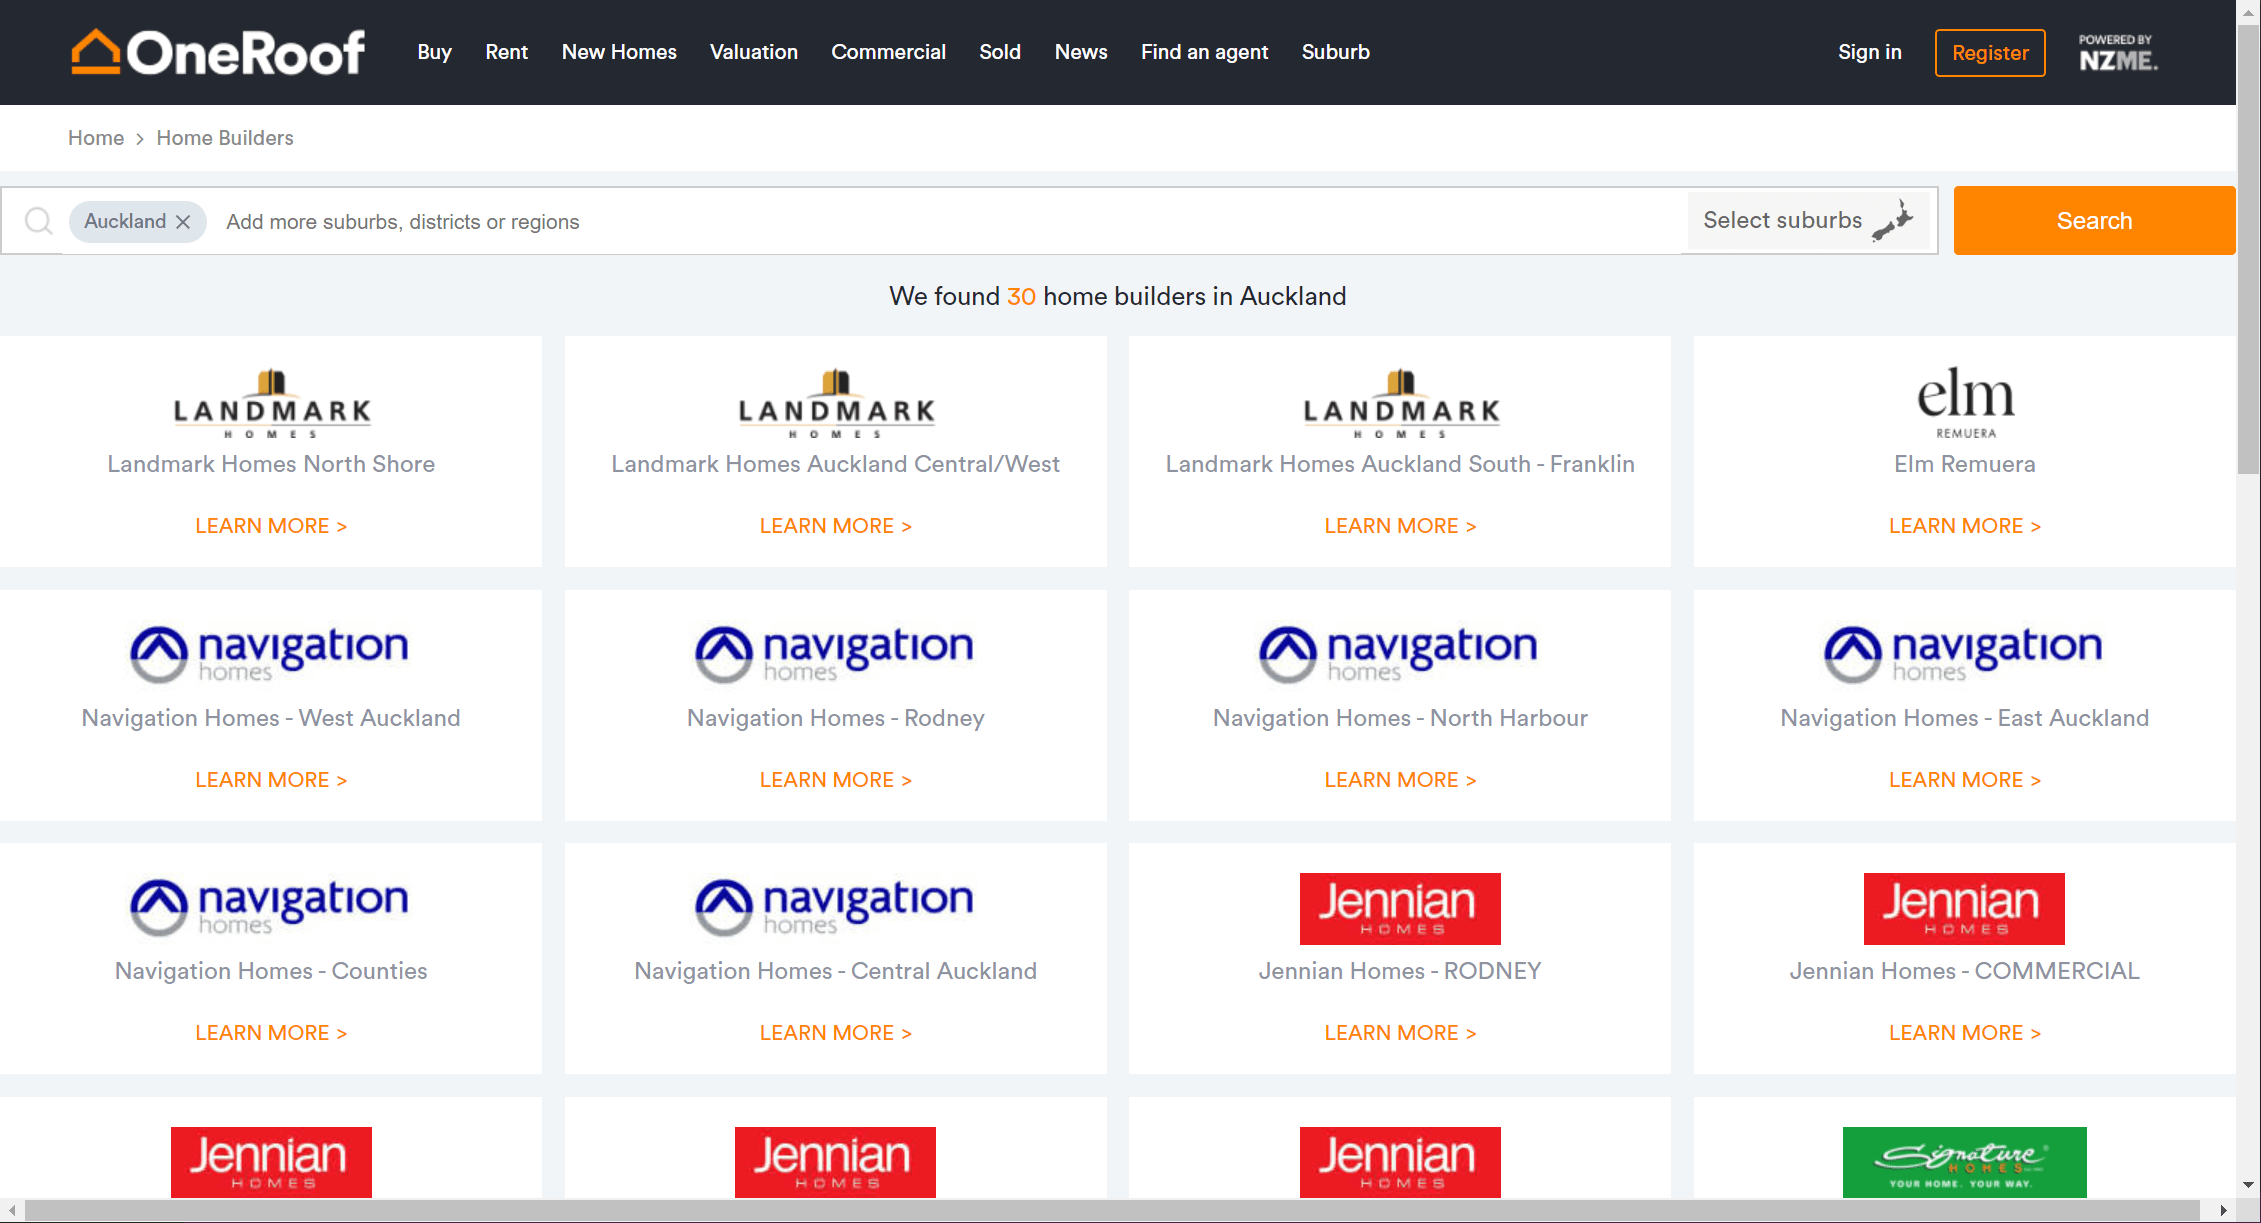 OneRoof Buy Rent New Homes Valuation Commercial Sold News Find an agent Suburb Sign in Register POWERED BY NZME.
Home > Home Builders
Auckland Add more suburbs, districts or regions Select suburbs Search
We found 30 home builders in Auckland
LANDMARK
HOMES
Landmark Homes North Shore
LEARN MORE >
LANDMARK
HOMES
Landmark Homes Auckland Central/West
LEARN MORE >
LANDMARK
HOMES
Landmark Homes Auckland South - Franklin
LEARN MORE >
elm
REMUERA
Elm Remuera
LEARN MORE >
navigation
homes
Navigation Homes - West Auckland
LEARN MORE >
navigation
homes
Navigation Homes - Rodney
LEARN MORE >
navigation
homes
Navigation Homes - North Harbour
LEARN MORE >
navigation
homes
Navigation Homes - East Auckland
LEARN MORE >
navigation
homes
Navigation Homes - Counties
LEARN MORE >
navigation
homes
Navigation Homes - Central Auckland
LEARN MORE >
Jennian
HOMES
Jennian Homes - RODNEY
LEARN MORE >
Jennian
HOMES
Jennian Homes - COMMERCIAL
LEARN MORE >
Jennian
HOMES
Jennian
HOMES
Jennian
HOMES
Signature
HOMES
YOUR HOME. YOUR WAY.